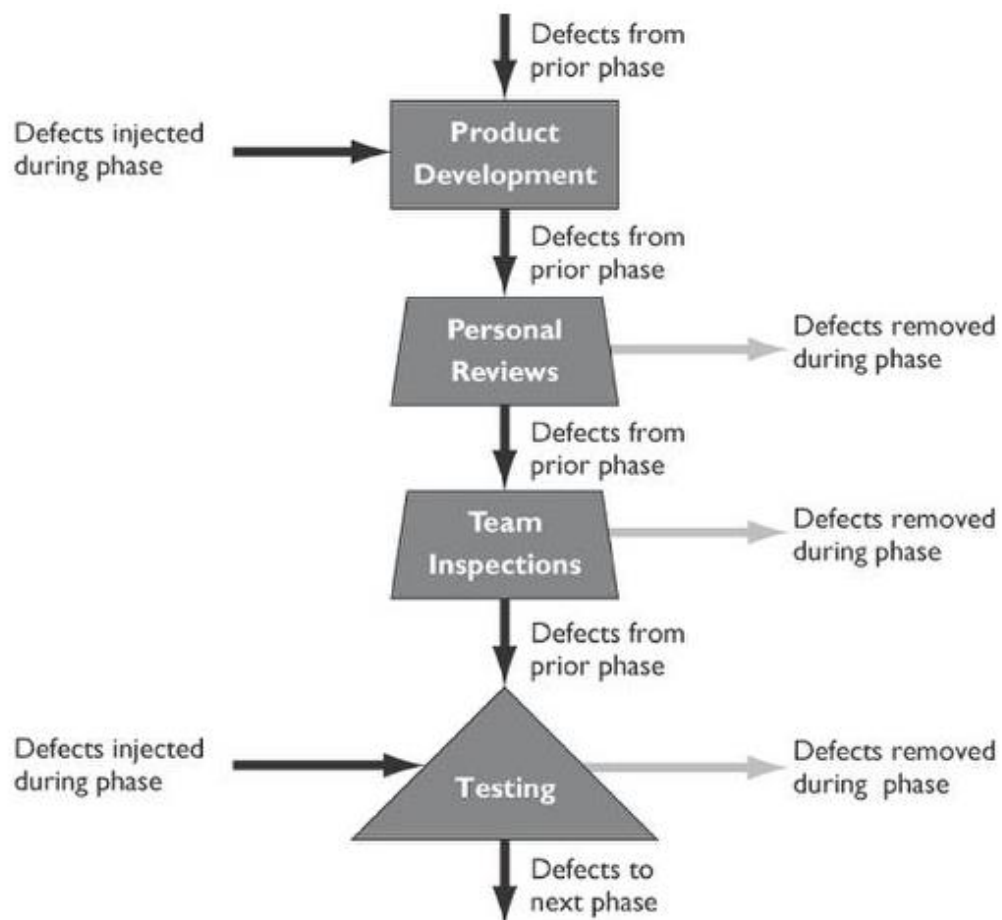 Defects from
prior phase
Defects injected
during phase
Product
Development
Defects from
prior phase
Personal
Reviews
Defects removed
during phase
Defects from
prior phase
Team
Inspections
Defects removed
during phase
Defects from
prior phase
Defects injected
during phase
Testing
Defects removed
during phase
Defects to
next phase